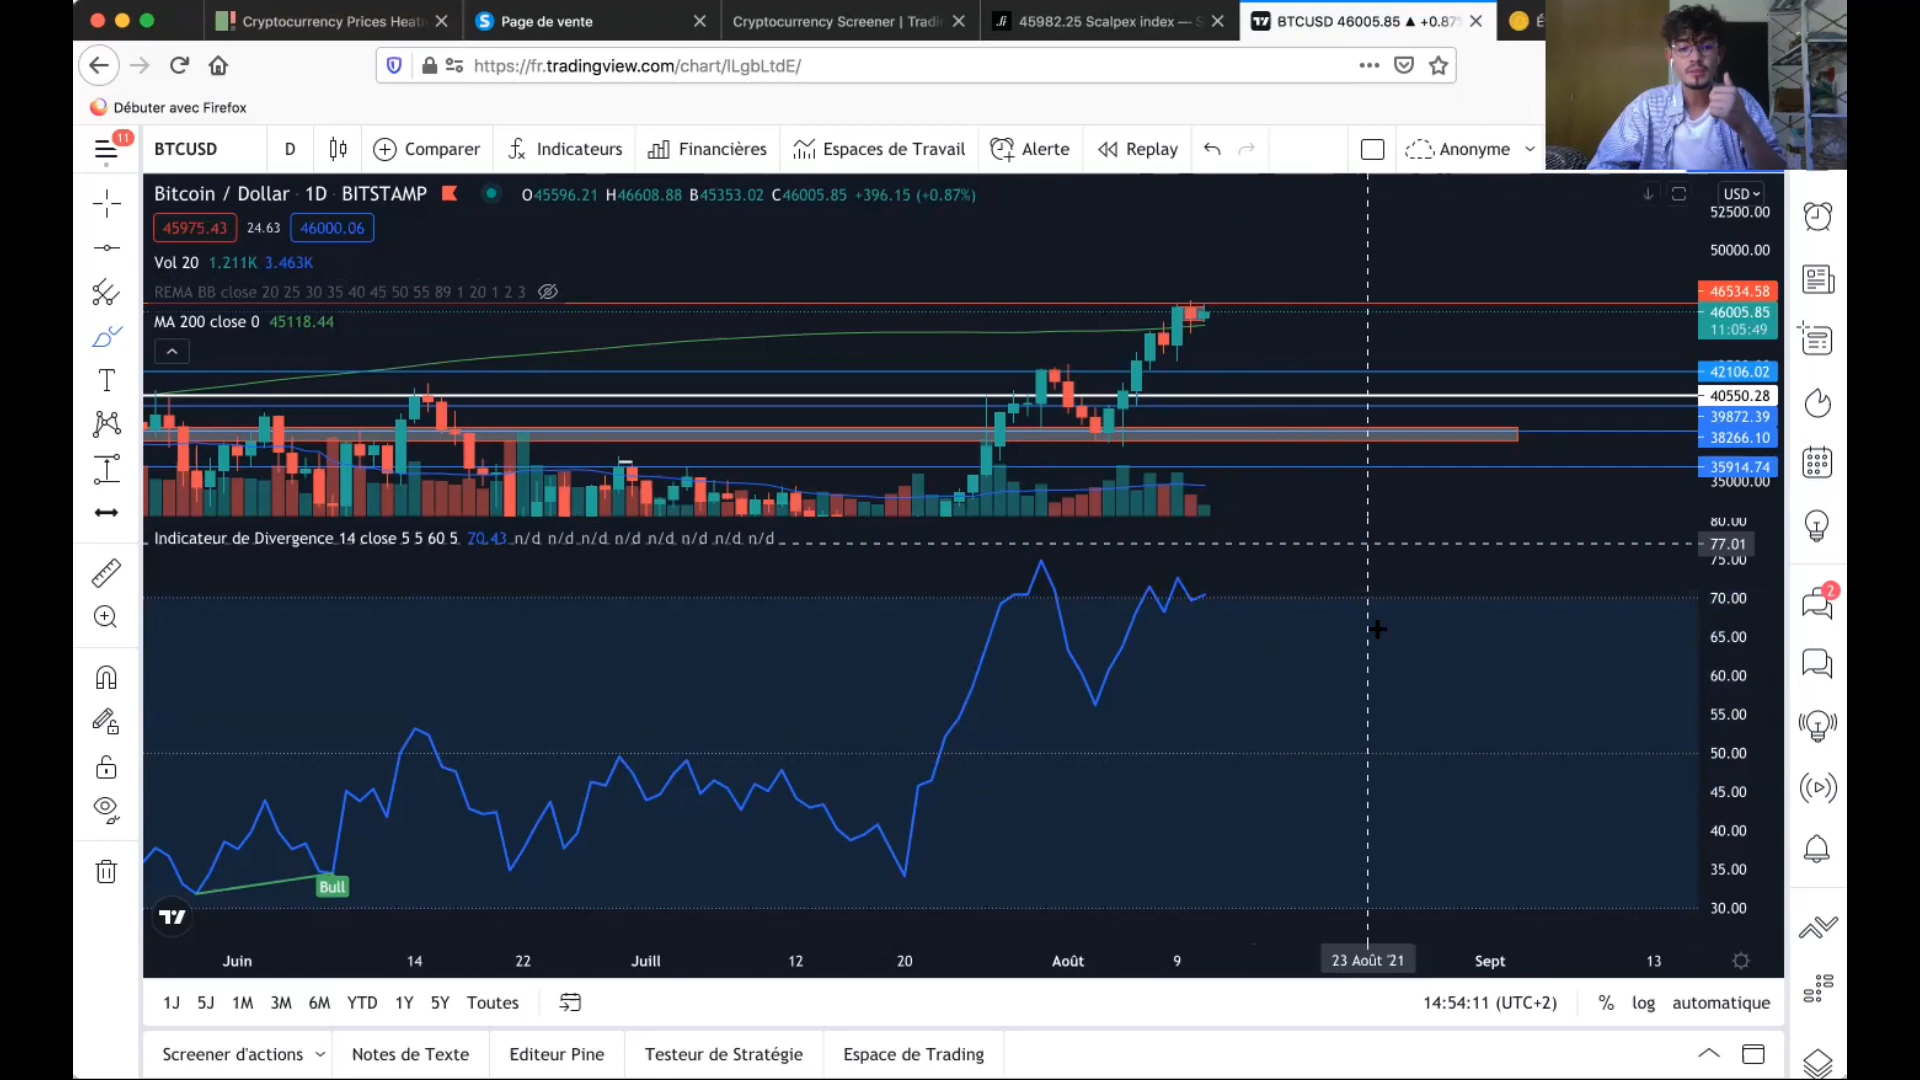 Cryptocurrency Prices Heat
Page de vente
Cryptocurrency Screener | Tradi
45982.25 Scalpex index —
BTCUSD 46005.85 ▲ +0.87
https://fr.tradingview.com/chart/lLgbLtdE/
Débuter avec Firefox
11
BTCUSD
D
Comparer
Indicateurs
Financières
Espaces de Travail
Alerte
Replay
Anonyme
Bitcoin / Dollar · 1D · BITSTAMP
O45596.21 H46608.88 B45353.02 C46005.85 +396.15 (+0.87%)
USD
52500.00
45975.43 24.63 46000.06
50000.00
Vol 20 1.211K 3.463K
REMA BB close 20 25 30 35 40 45 50 55 89 1 20 1 2 3
46534.58
46005.85
11:05:49
MA 200 close 0 45118.44
42106.02
40550.28
39872.39
38266.10
35914.74
35000.00
80.00
Indicateur de Divergence 14 close 5 5 60 5 70.43 n/d n/d n/d n/d n/d n/d n/d n/d
77.01
75.00
70.00
65.00
60.00
55.00
50.00
45.00
40.00
35.00
30.00
2
Bull
Juin 14 22 Juill 12 20 Août 9 23 Août '21 Sept 13
1J 5J 1M 3M 6M YTD 1Y 5Y Toutes
14:54:11 (UTC+2) % log automatique
Screener d'actions
Notes de Texte
Editeur Pine
Testeur de Stratégie
Espace de Trading